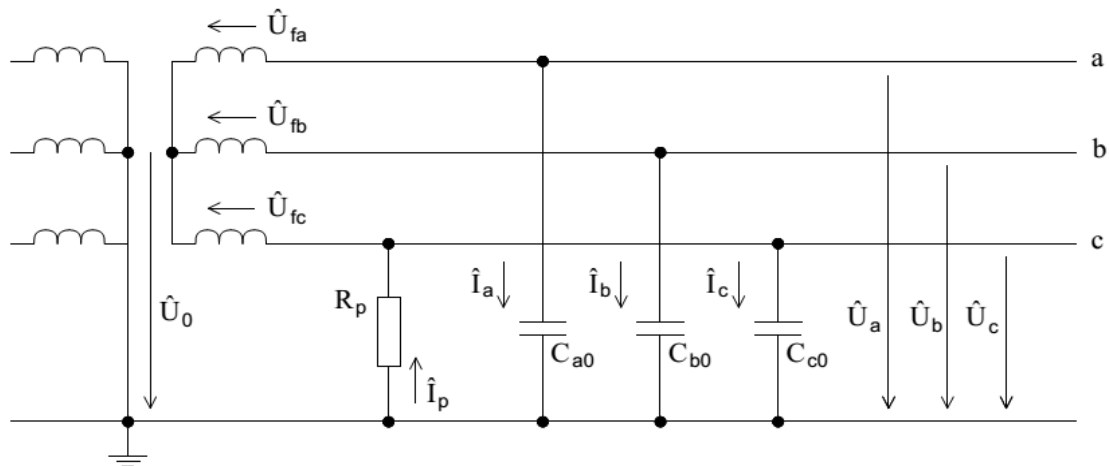 Û_fa
a
Û_fb
b
Û_fc
c
Û_0
R_p
Î_p
Î_a
C_a0
Î_b
C_b0
Î_c
C_c0
Û_a
Û_b
Û_c